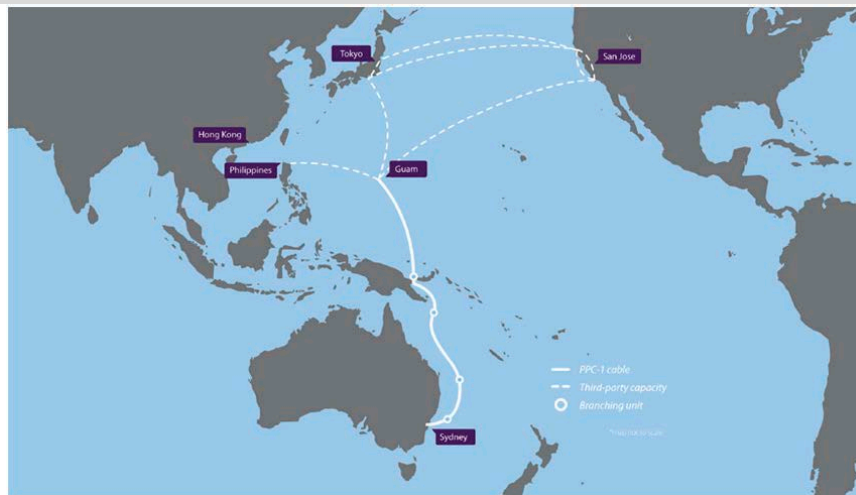 Tokyo
San Jose
Hong Kong
Philippines
Guam
PPC-1 cable
Third-party capacity
Branching unit
Sydney